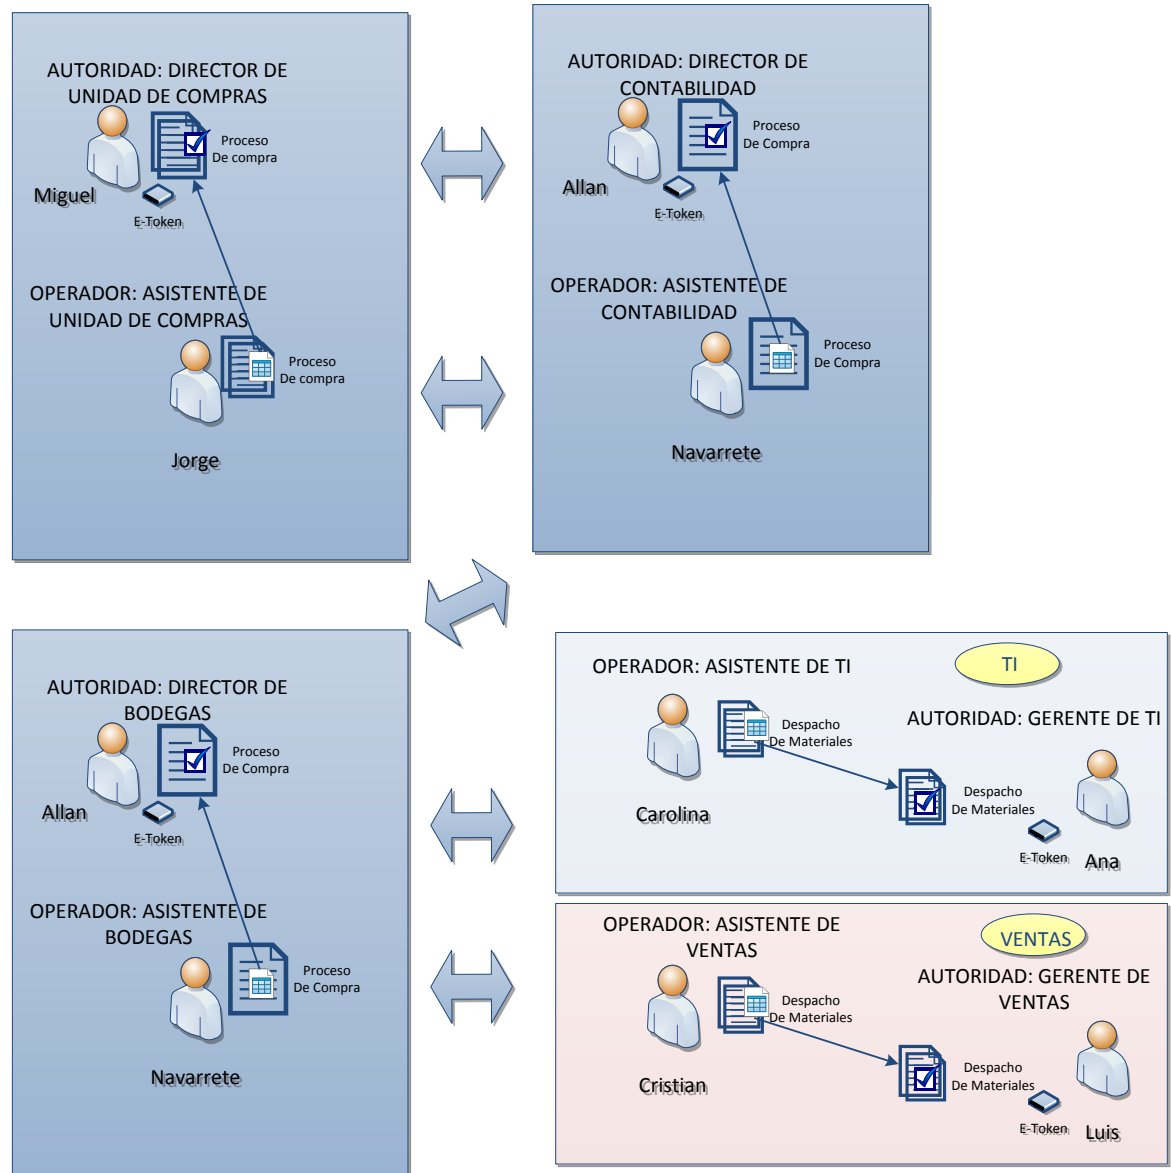 AUTORIDAD: DIRECTOR DE
UNIDAD DE COMPRAS
Proceso
De compra
Miguel
E-Token
OPERADOR: ASISTENTE DE
UNIDAD DE COMPRAS
Proceso
De compra
Jorge
AUTORIDAD: DIRECTOR DE
CONTABILIDAD
Proceso
De Compra
Allan
E-Token
OPERADOR: ASISTENTE DE
CONTABILIDAD
Proceso
De Compra
Navarrete
AUTORIDAD: DIRECTOR DE
BODEGAS
Proceso
De Compra
Allan
E-Token
OPERADOR: ASISTENTE DE
BODEGAS
Proceso
De Compra
Navarrete
OPERADOR: ASISTENTE DE TI
TI
Despacho
De Materiales
AUTORIDAD: GERENTE DE TI
Carolina
Despacho
De Materiales
E-Token
Ana
OPERADOR: ASISTENTE DE
VENTAS
VENTAS
AUTORIDAD: GERENTE DE
VENTAS
Despacho
De Materiales
Cristian
Despacho
De Materiales
E-Token
Luis